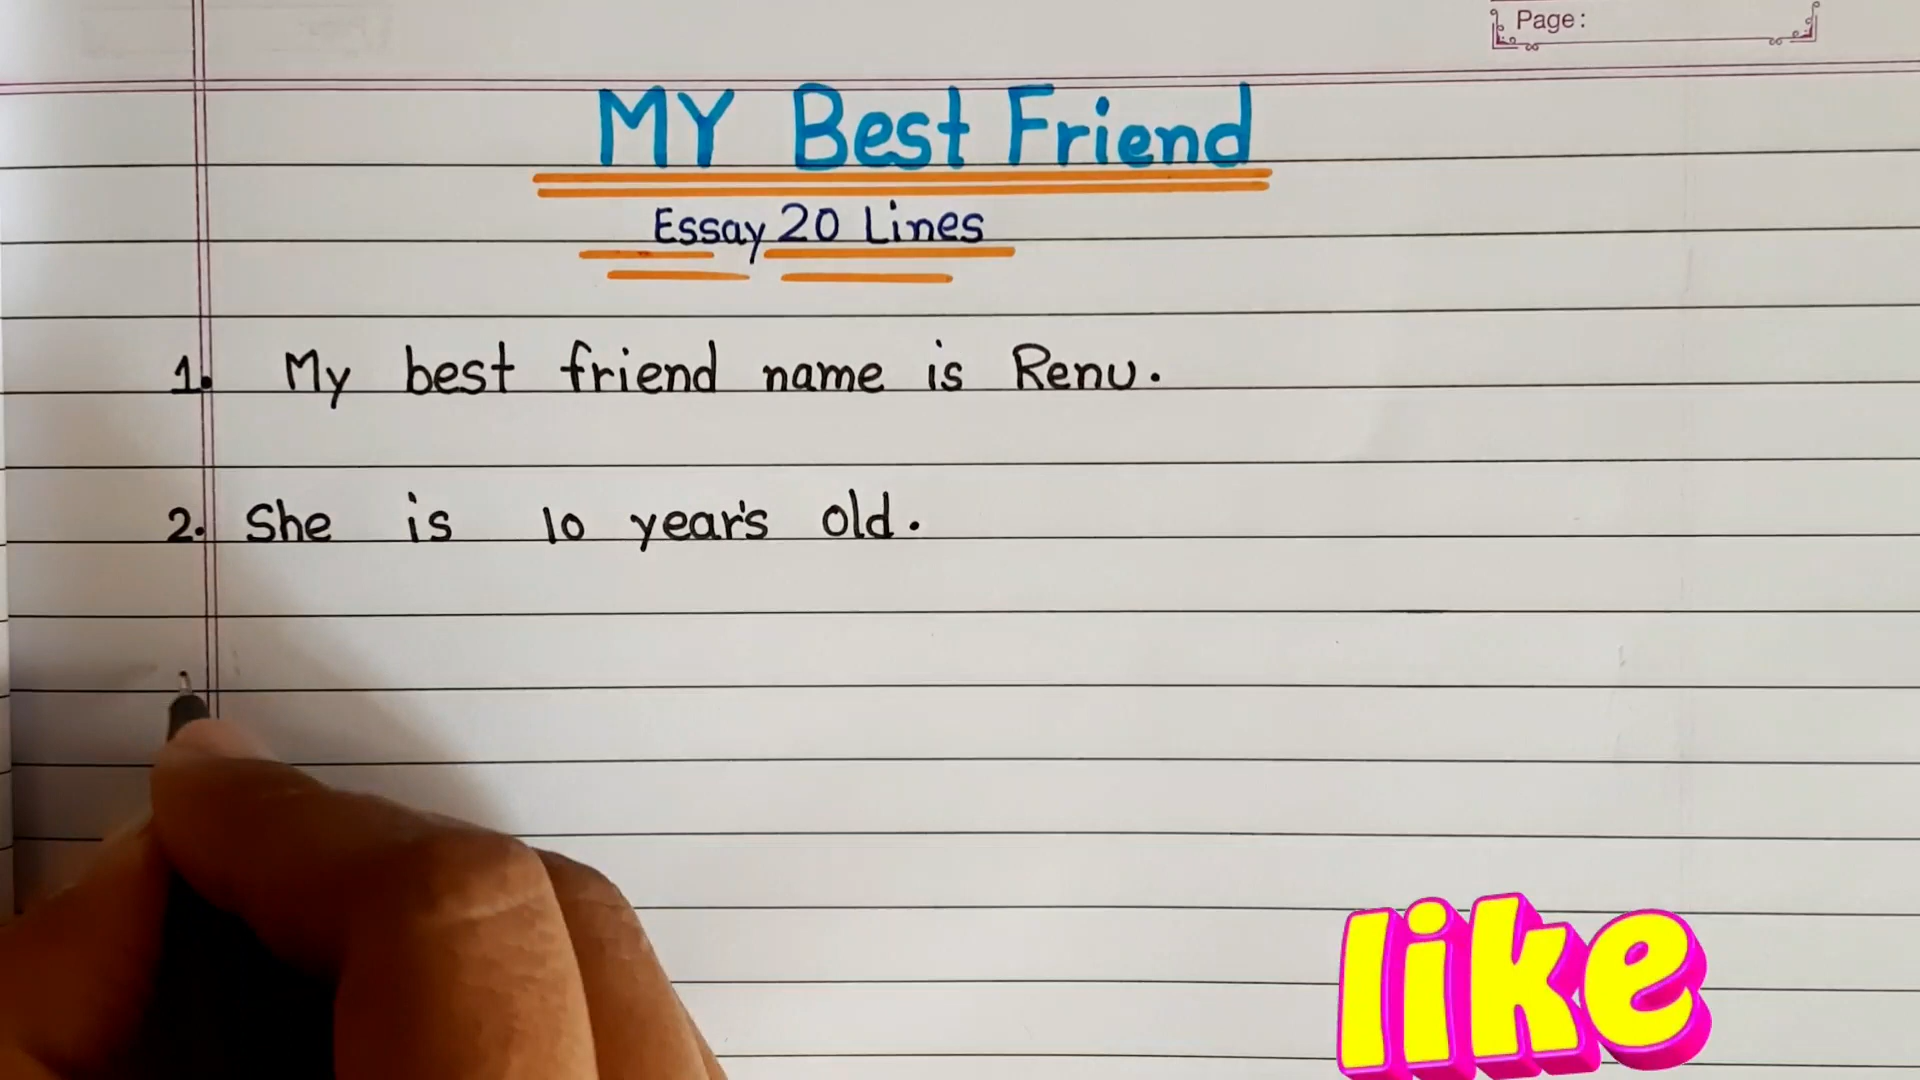 Page:
MY Best Friend
Essay 20 Lines
1. My best friend name is Renu.
2. She is 10 year's old.
like